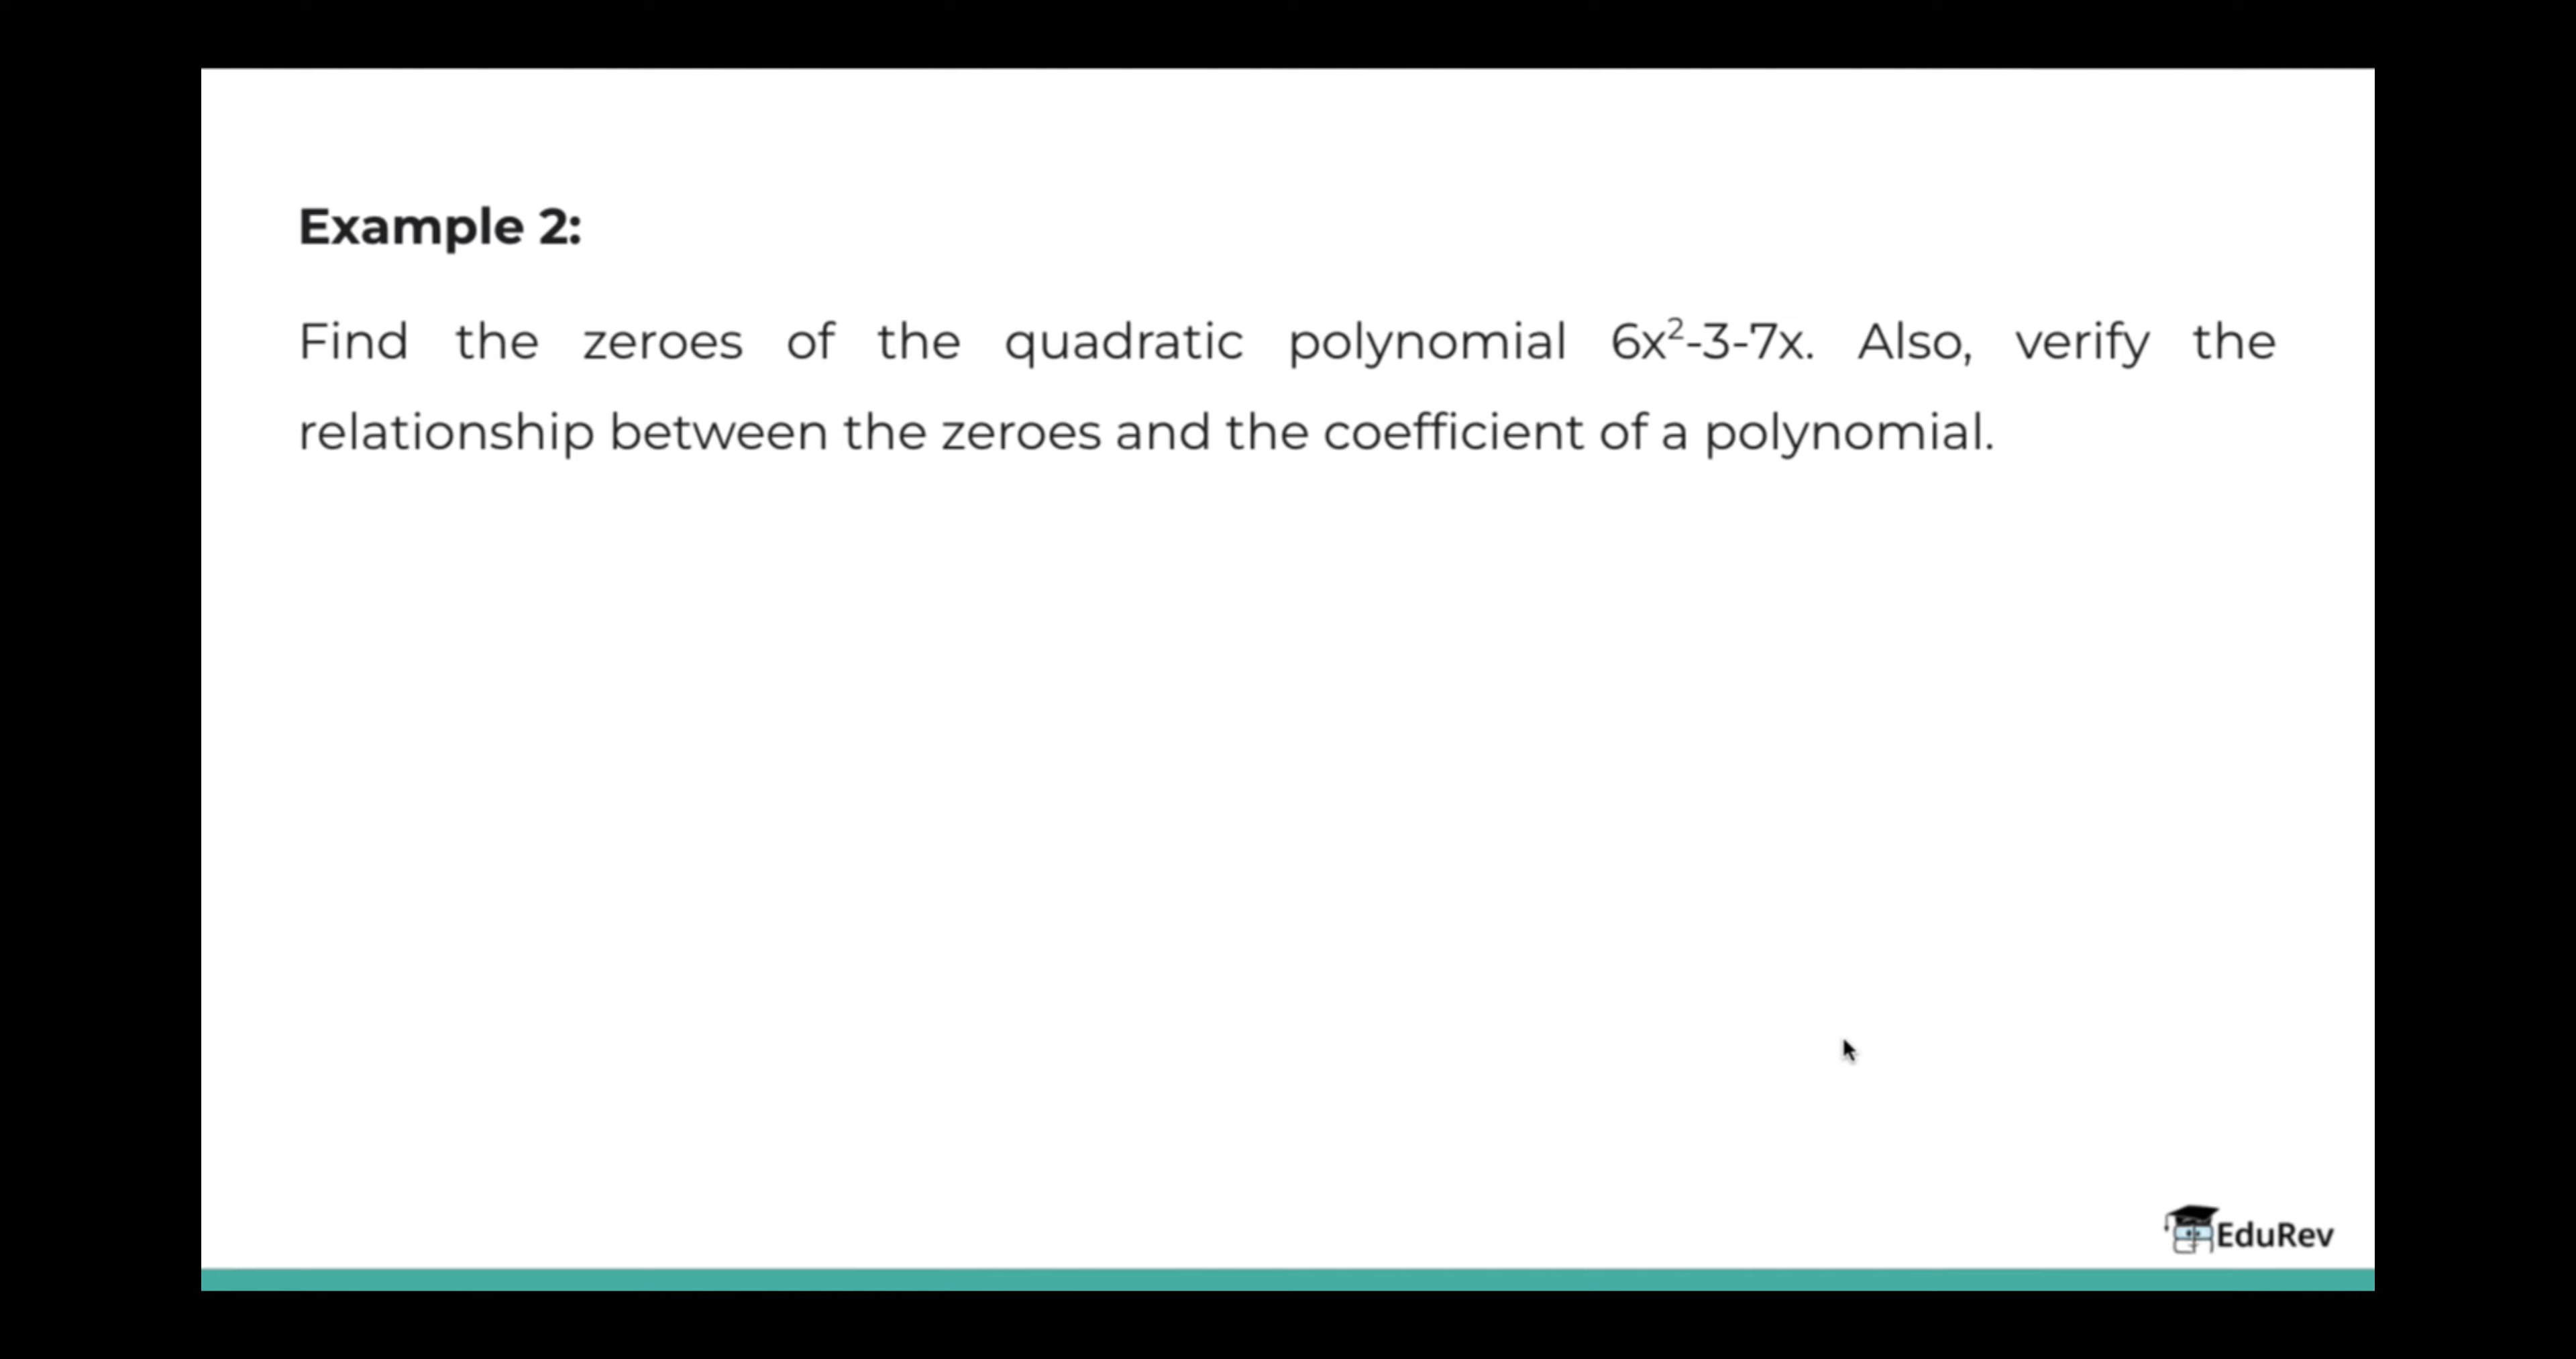 Example 2:
Find the zeroes of the quadratic polynomial 6x²-3-7x. Also, verify the
relationship between the zeroes and the coefficient of a polynomial.
EduRev